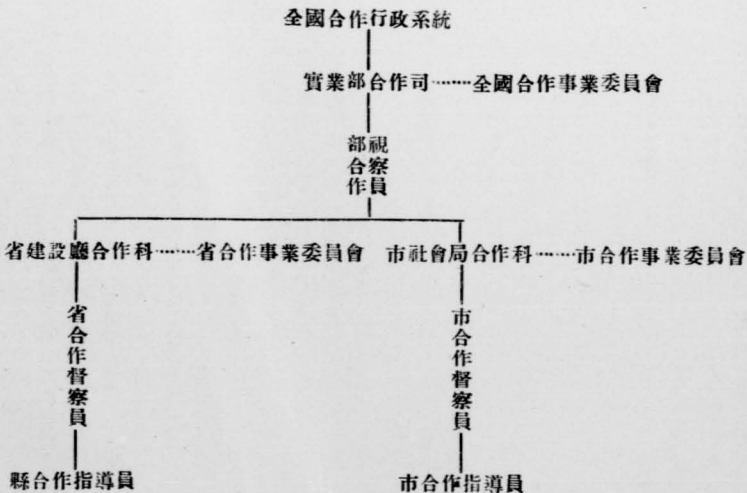 全國合作行政系統
實業部合作司………全國合作事業委員會
部合作視察員
省建設廳合作科………省合作事業委員會
市社會局合作科………市合作事業委員會
省合作督察員
市合作督察員
縣合作指導員
市合作指導員